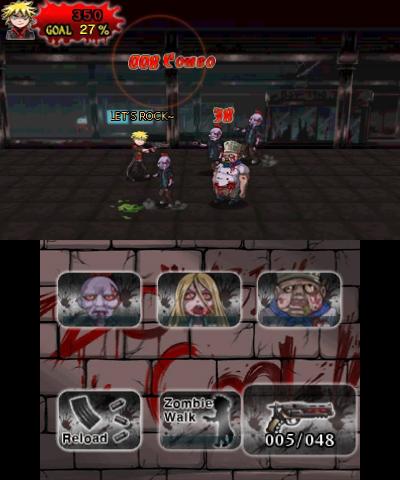 350
GOAL 27%
008 Combo
LET'S ROCK~
38
Reload
Zombie
Walk
005/048